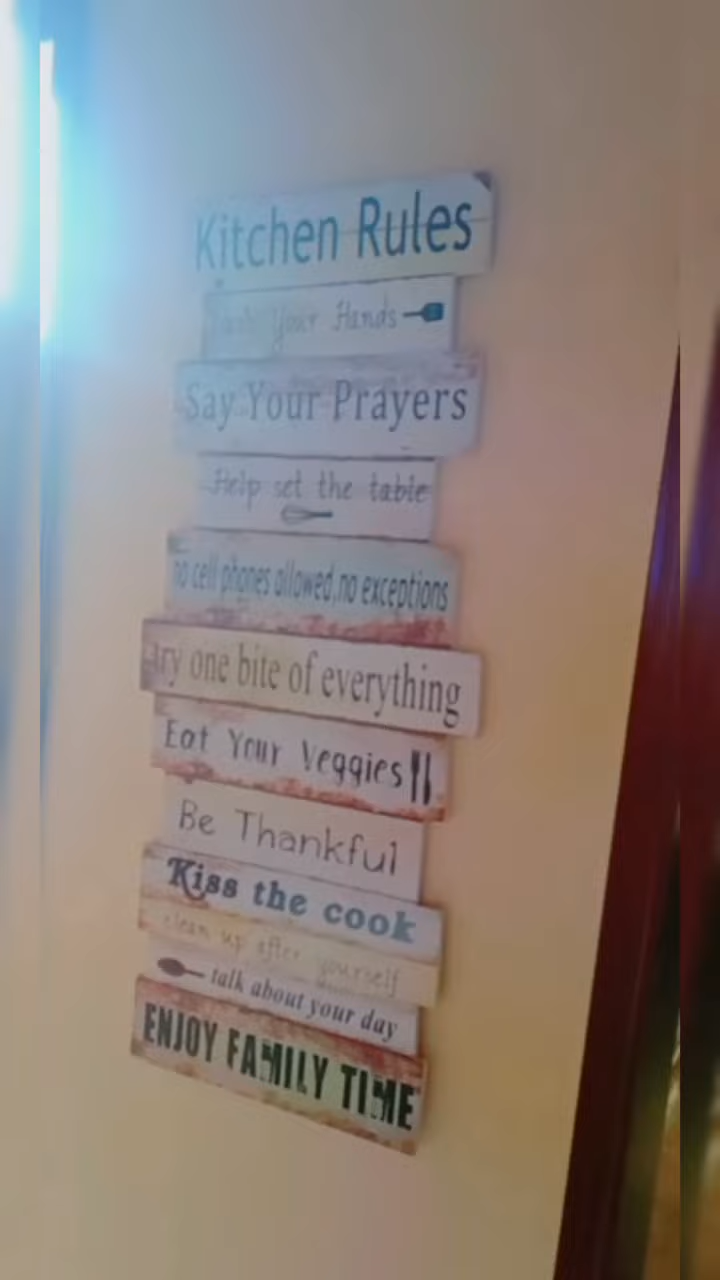 Kitchen Rules
Wash Your Hands
Say Your Prayers
Help set the table
no cell phones allowed,no exceptions
try one bite of everything
Eat Your Veggies
Be Thankful
Kiss the cook
clean up after yourself
talk about your day
ENJOY FAMILY TIME